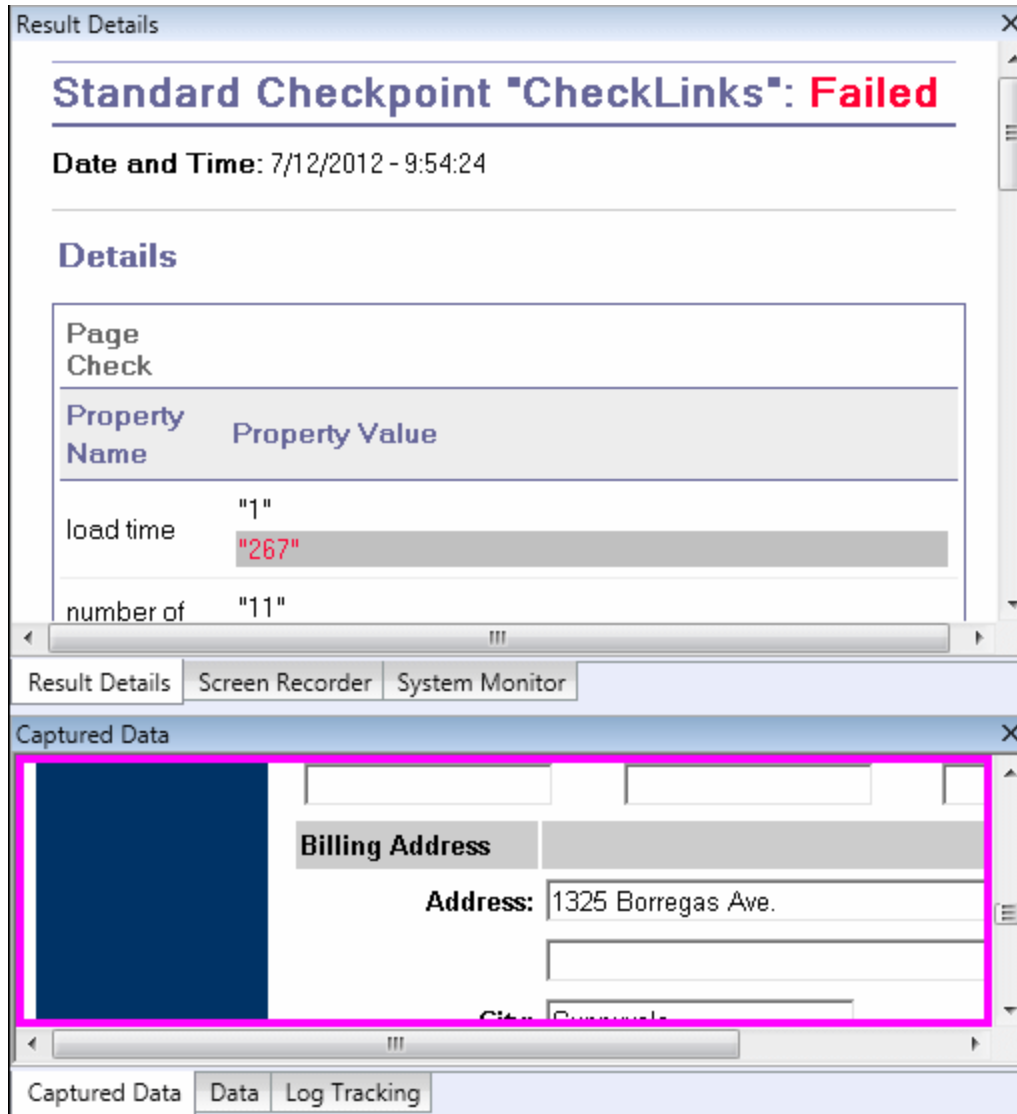 Result Details
Standard Checkpoint "CheckLinks": Failed
Date and Time: 7/12/2012 - 9:54:24
Details
Page
Check
Property
Name
Property Value
load time
"1"
"267"
number of
"11"
Result Details
Screen Recorder
System Monitor
Captured Data
Billing Address
Address:
1325 Borregas Ave.
City:
Sunnyvale
Captured Data
Data
Log Tracking